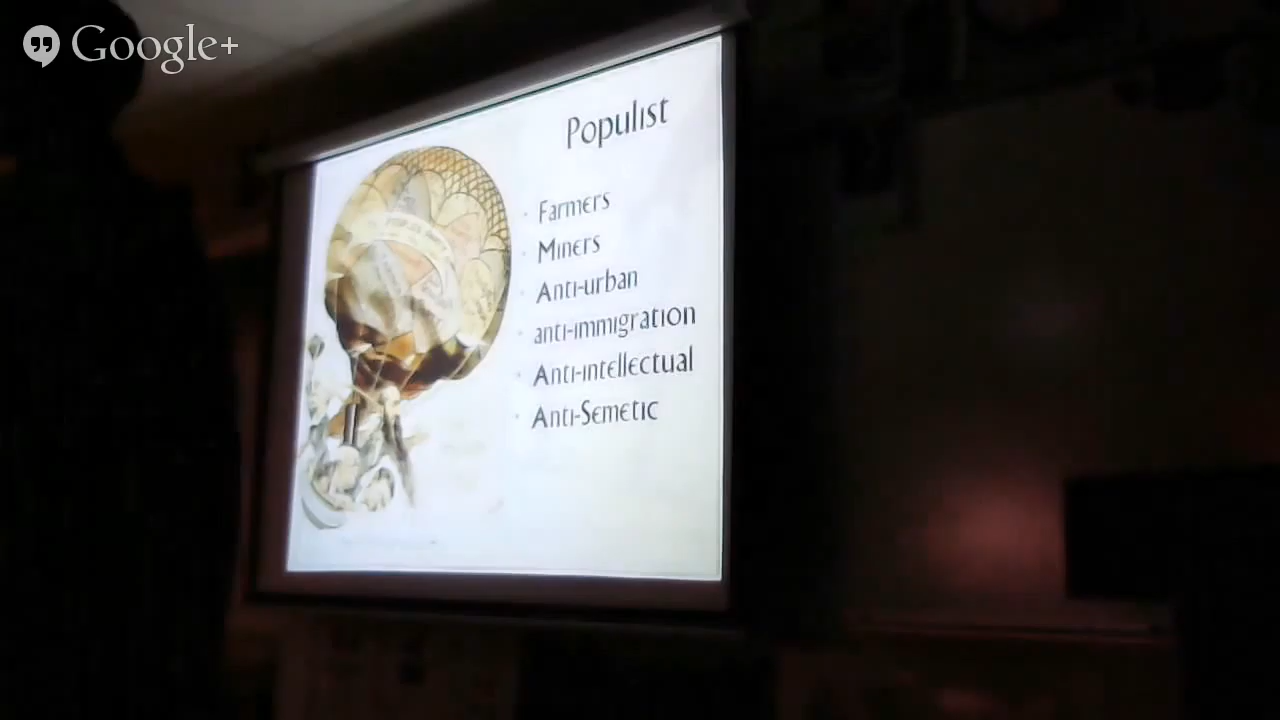 Google+
Populist
Farmers
Miners
Anti-urban
anti-immigration
Anti-intellectual
Anti-Semetic